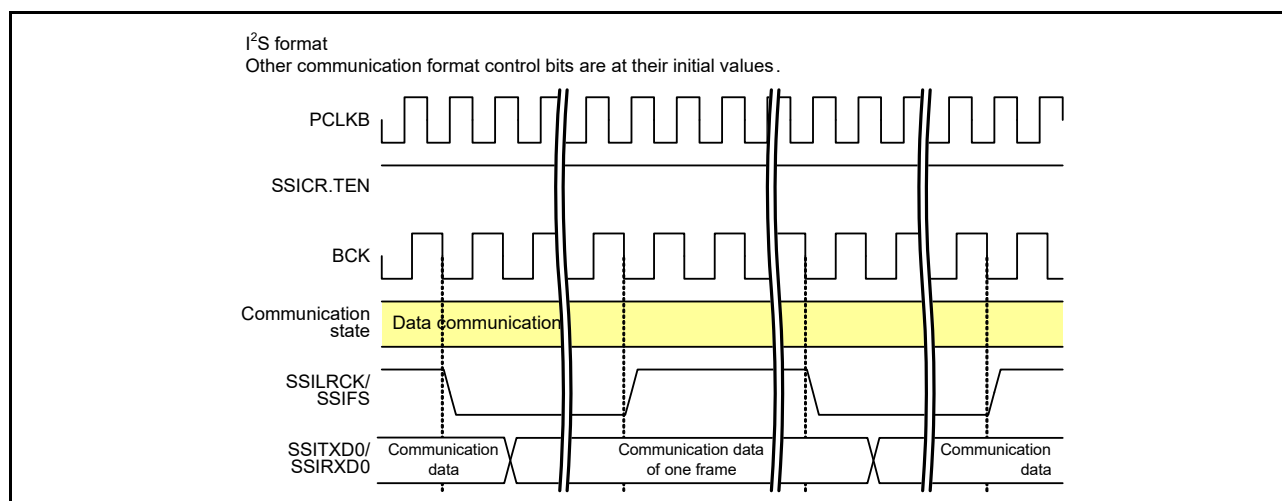 I²S format
Other communication format control bits are at their initial values.
PCLKB
SSICR.TEN
BCK
Communication
state
Data communication
SSILRCK/
SSIFS
SSITXD0/
SSIRXD0
Communication
data
Communication data
of one frame
Communication
data